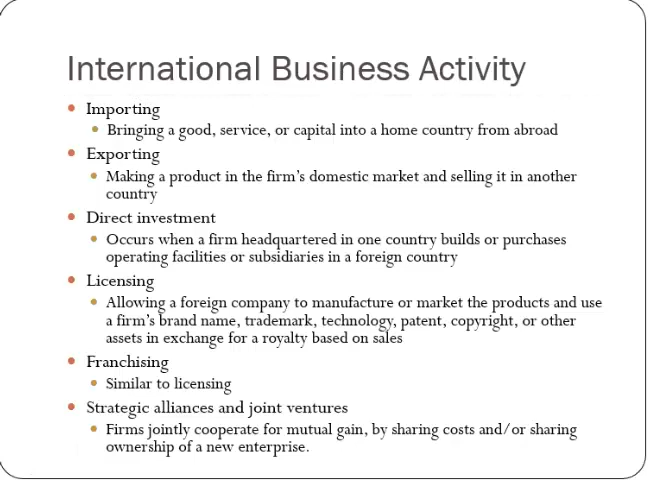 International Business Activity
Importing
Bringing a good, service, or capital into a home country from abroad
Exporting
Making a product in the firm's domestic market and selling it in another
country
Direct investment
Occurs when a firm headquartered in one country builds or purchases
operating facilities or subsidiaries in a foreign country
Licensing
Allowing a foreign company to manufacture or market the products and use
a firm's brand name, trademark, technology, patent, copyright, or other
assets in exchange for a royalty based on sales
Franchising
Similar to licensing
Strategic alliances and joint ventures
Firms jointly cooperate for mutual gain, by sharing costs and/or sharing
ownership of a new enterprise.